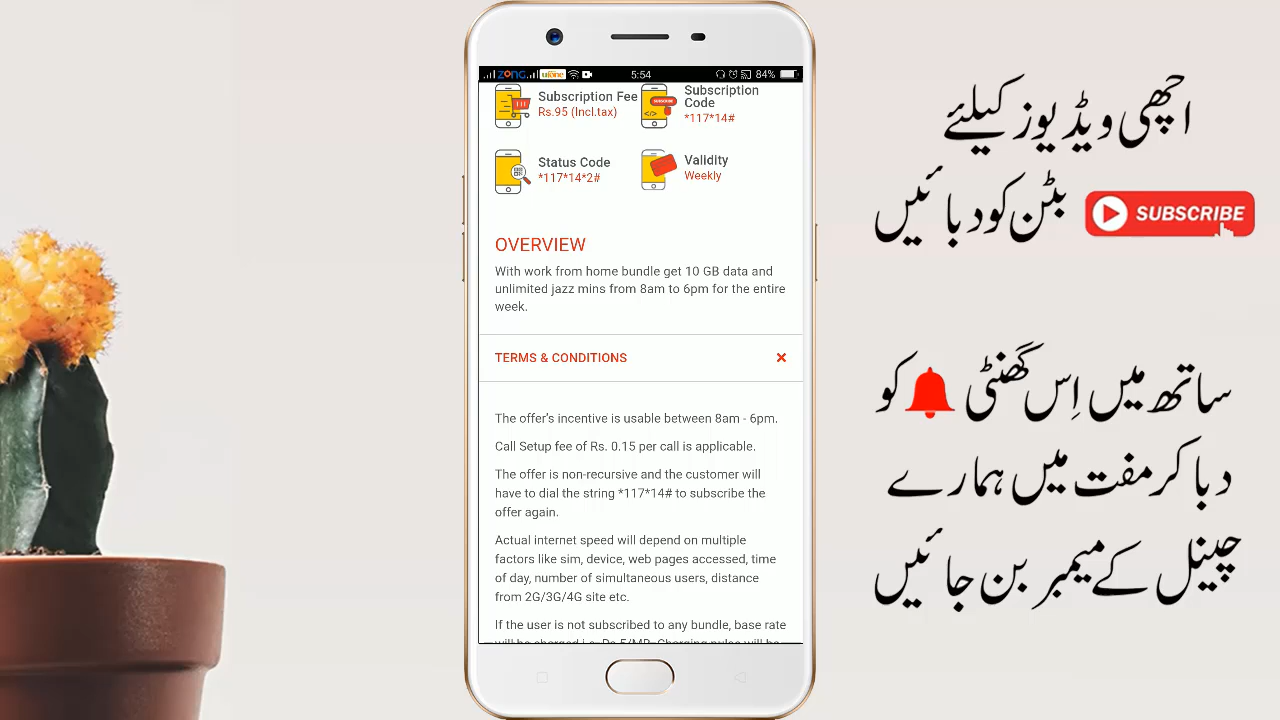 ZONG
ufone
5:54
84%
Subscription Fee
Rs.95 (Incl.tax)
Subscription
Code
*117*14#
Status Code
*117*14*2#
Validity
Weekly
OVERVIEW
With work from home bundle get 10 GB data and
unlimited jazz mins from 8am to 6pm for the entire
week.
TERMS & CONDITIONS
The offer's incentive is usable between 8am - 6pm.
Call Setup fee of Rs. 0.15 per call is applicable.
The offer is non-recursive and the customer will
have to dial the string *117*14# to subscribe the
offer again.
Actual internet speed will depend on multiple
factors like sim, device, web pages accessed, time
of day, number of simultaneous users, distance
from 2G/3G/4G site etc.
If the user is not subscribed to any bundle, base rate
اچھی ویڈیوز کیلئے
SUBSCRIBE بٹن کو دبائیں
ساتھ میں اِس گھنٹی کو
دبا کر مفت میں ہمارے
چینل کے میمبر بن جائیں